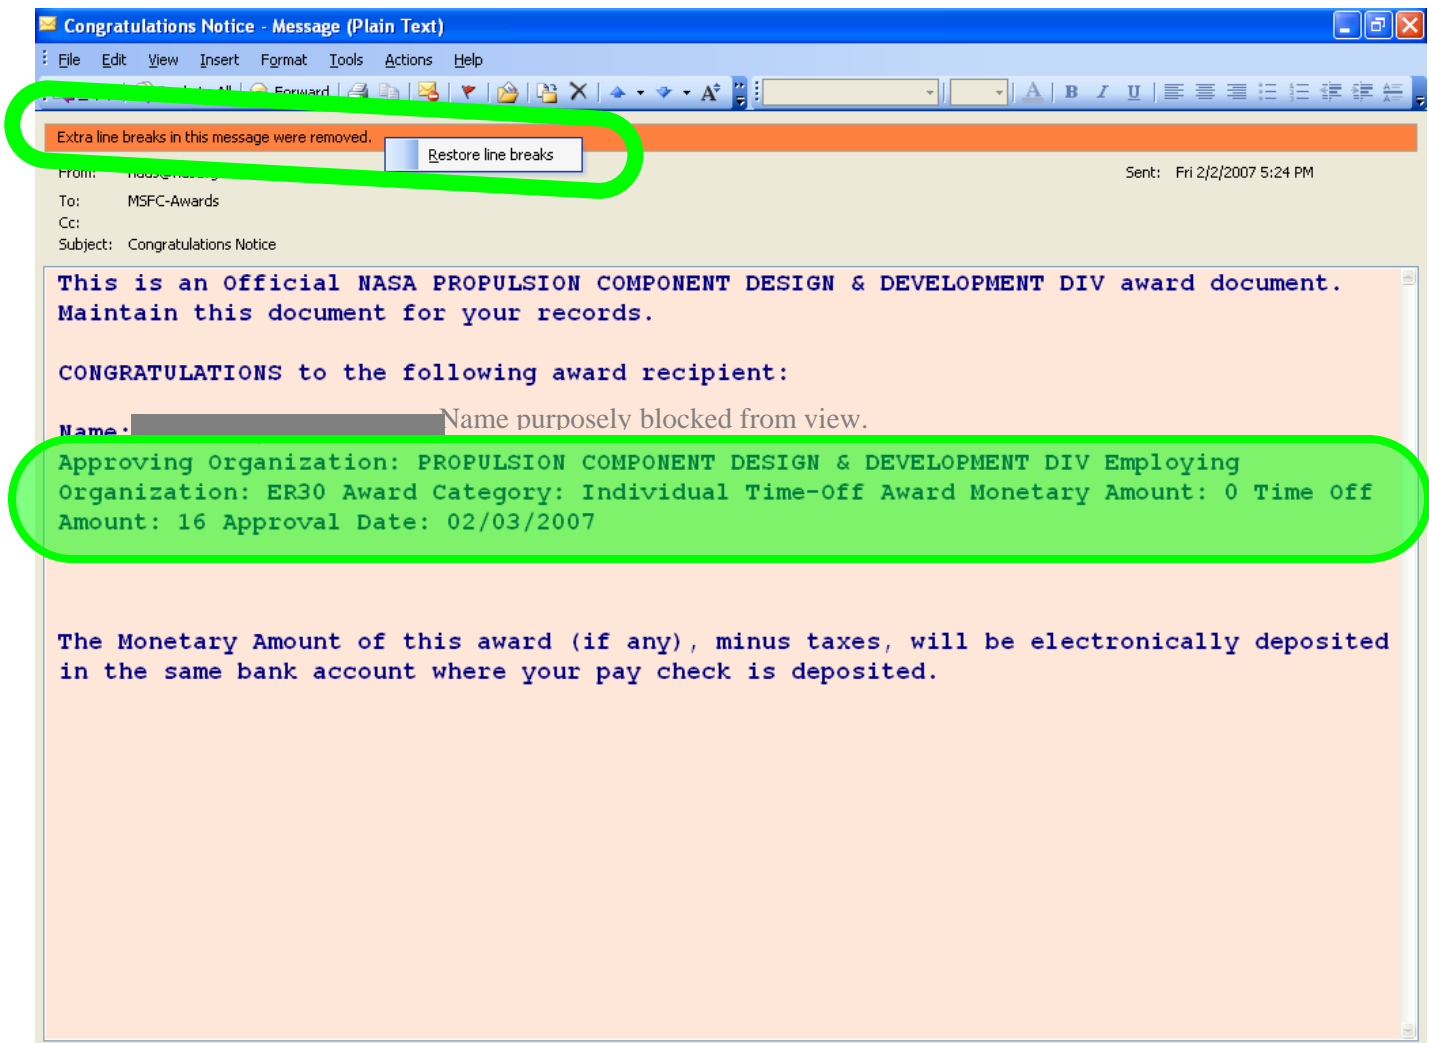 Congratulations Notice - Message (Plain Text)
File Edit View Insert Format Tools Actions Help
Forward
Extra line breaks in this message were removed.
Restore line breaks
From:
Sent: Fri 2/2/2007 5:24 PM
To: MSFC-Awards
Cc:
Subject: Congratulations Notice
This is an Official NASA PROPULSION COMPONENT DESIGN & DEVELOPMENT DIV award document.
Maintain this document for your records.
CONGRATULATIONS to the following award recipient:
Name: Name purposely blocked from view.
Approving Organization: PROPULSION COMPONENT DESIGN & DEVELOPMENT DIV Employing
Organization: ER30 Award Category: Individual Time-Off Award Monetary Amount: 0 Time Off
Amount: 16 Approval Date: 02/03/2007
The Monetary Amount of this award (if any), minus taxes, will be electronically deposited
in the same bank account where your pay check is deposited.